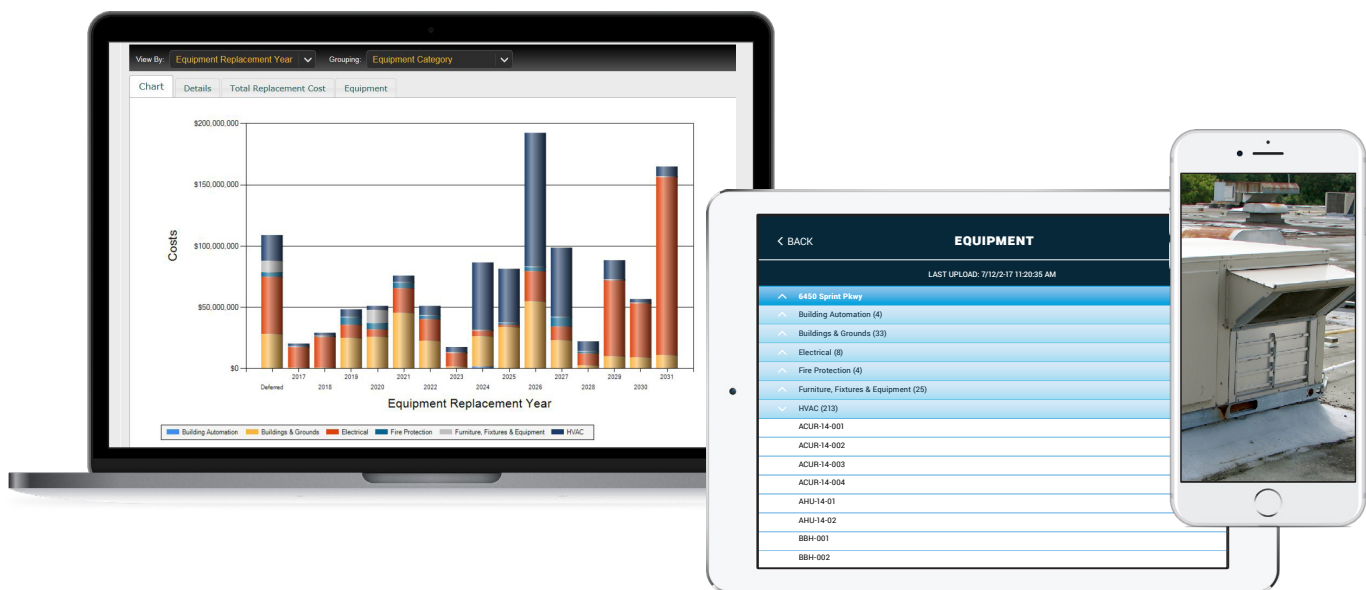 View By: Equipment Replacement Year Grouping: Equipment Category
Chart Details Total Replacement Cost Equipment
$200,000,000
$150,000,000
$100,000,000
$50,000,000
$0
Costs
Deferred 2017 2018 2019 2020 2021 2022 2023 2024 2025 2026 2027 2028 2029 2030 2031
Equipment Replacement Year
Building Automation Buildings & Grounds Electrical Fire Protection Furniture, Fixtures & Equipment HVAC
BACK EQUIPMENT
LAST UPLOAD: 7/12/2-17 11:20:35 AM
6450 Sprint Pkwy
Building Automation (4)
Buildings & Grounds (33)
Electrical (8)
Fire Protection (4)
Furniture, Fixtures & Equipment (25)
HVAC (213)
ACUR-14-001
ACUR-14-002
ACUR-14-003
ACUR-14-004
AHU-14-01
AHU-14-02
BBH-001
BBH-002